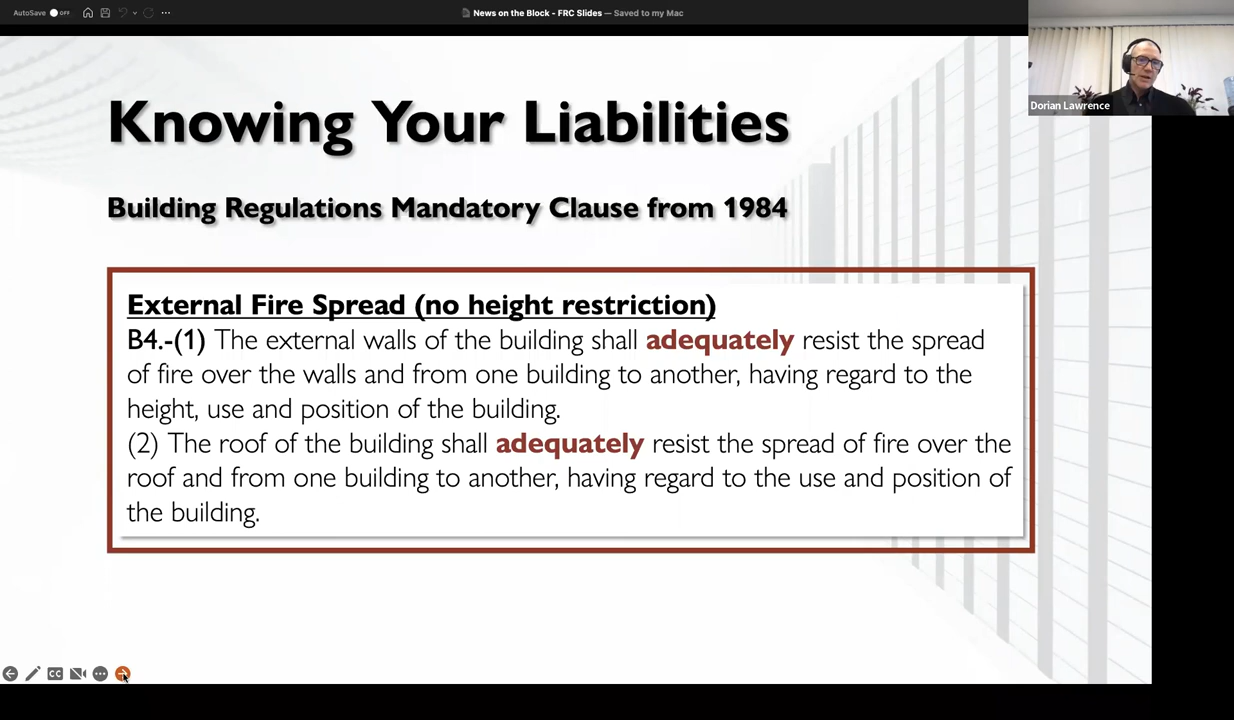 AutoSave OFF
News on the Block - FRC Slides — Saved to my Mac
Dorian Lawrence
Knowing Your Liabilities
Building Regulations Mandatory Clause from 1984
External Fire Spread (no height restriction)
B4.-(1) The external walls of the building shall adequately resist the spread
of fire over the walls and from one building to another, having regard to the
height, use and position of the building.
(2) The roof of the building shall adequately resist the spread of fire over the
roof and from one building to another, having regard to the use and position of
the building.
CC